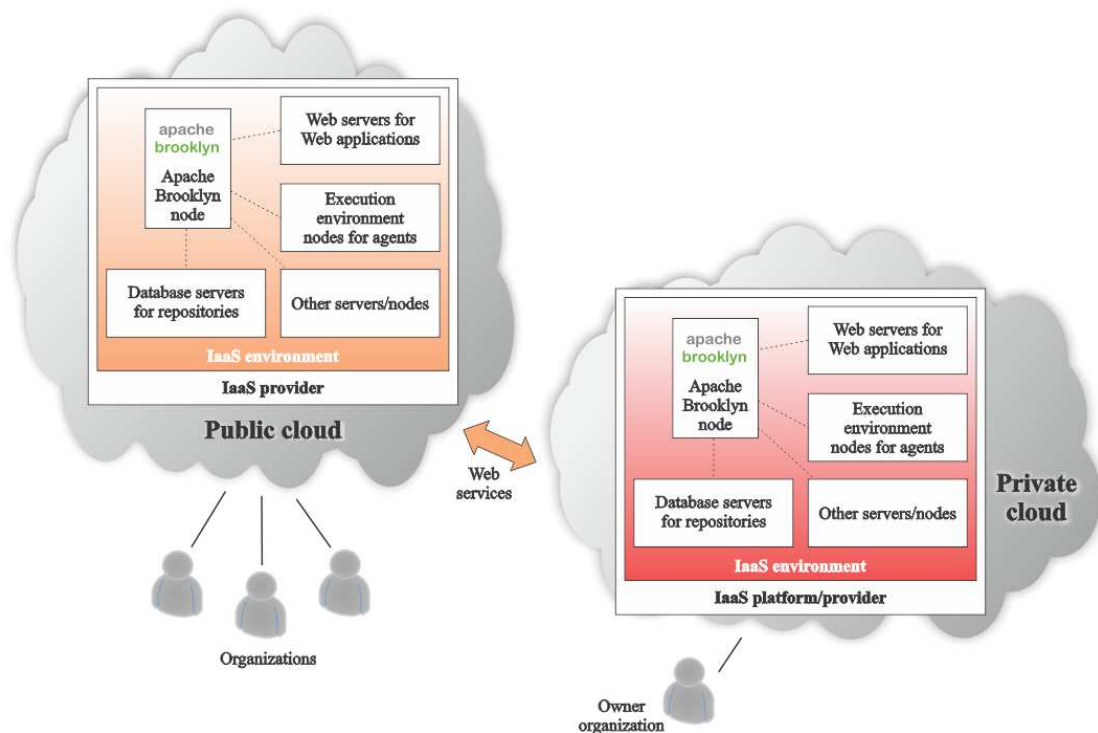 apache
brooklyn
Apache
Brooklyn
node
Web servers for
Web applications
Execution
environment
nodes for agents
Database servers
for repositories
Other servers/nodes
IaaS environment
IaaS provider
Public cloud
Web
services
Organizations
apache
brooklyn
Apache
Brooklyn
node
Web servers for
Web applications
Execution
environment
nodes for agents
Database servers
for repositories
Other servers/nodes
IaaS environment
IaaS platform/provider
Private
cloud
Owner
organization